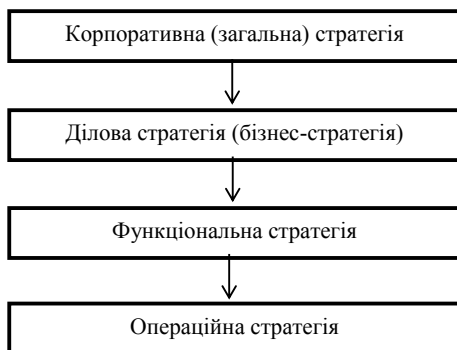 Корпоративна (загальна) стратегія
Ділова стратегія (бізнес-стратегія)
Функціональна стратегія
Операційна стратегія